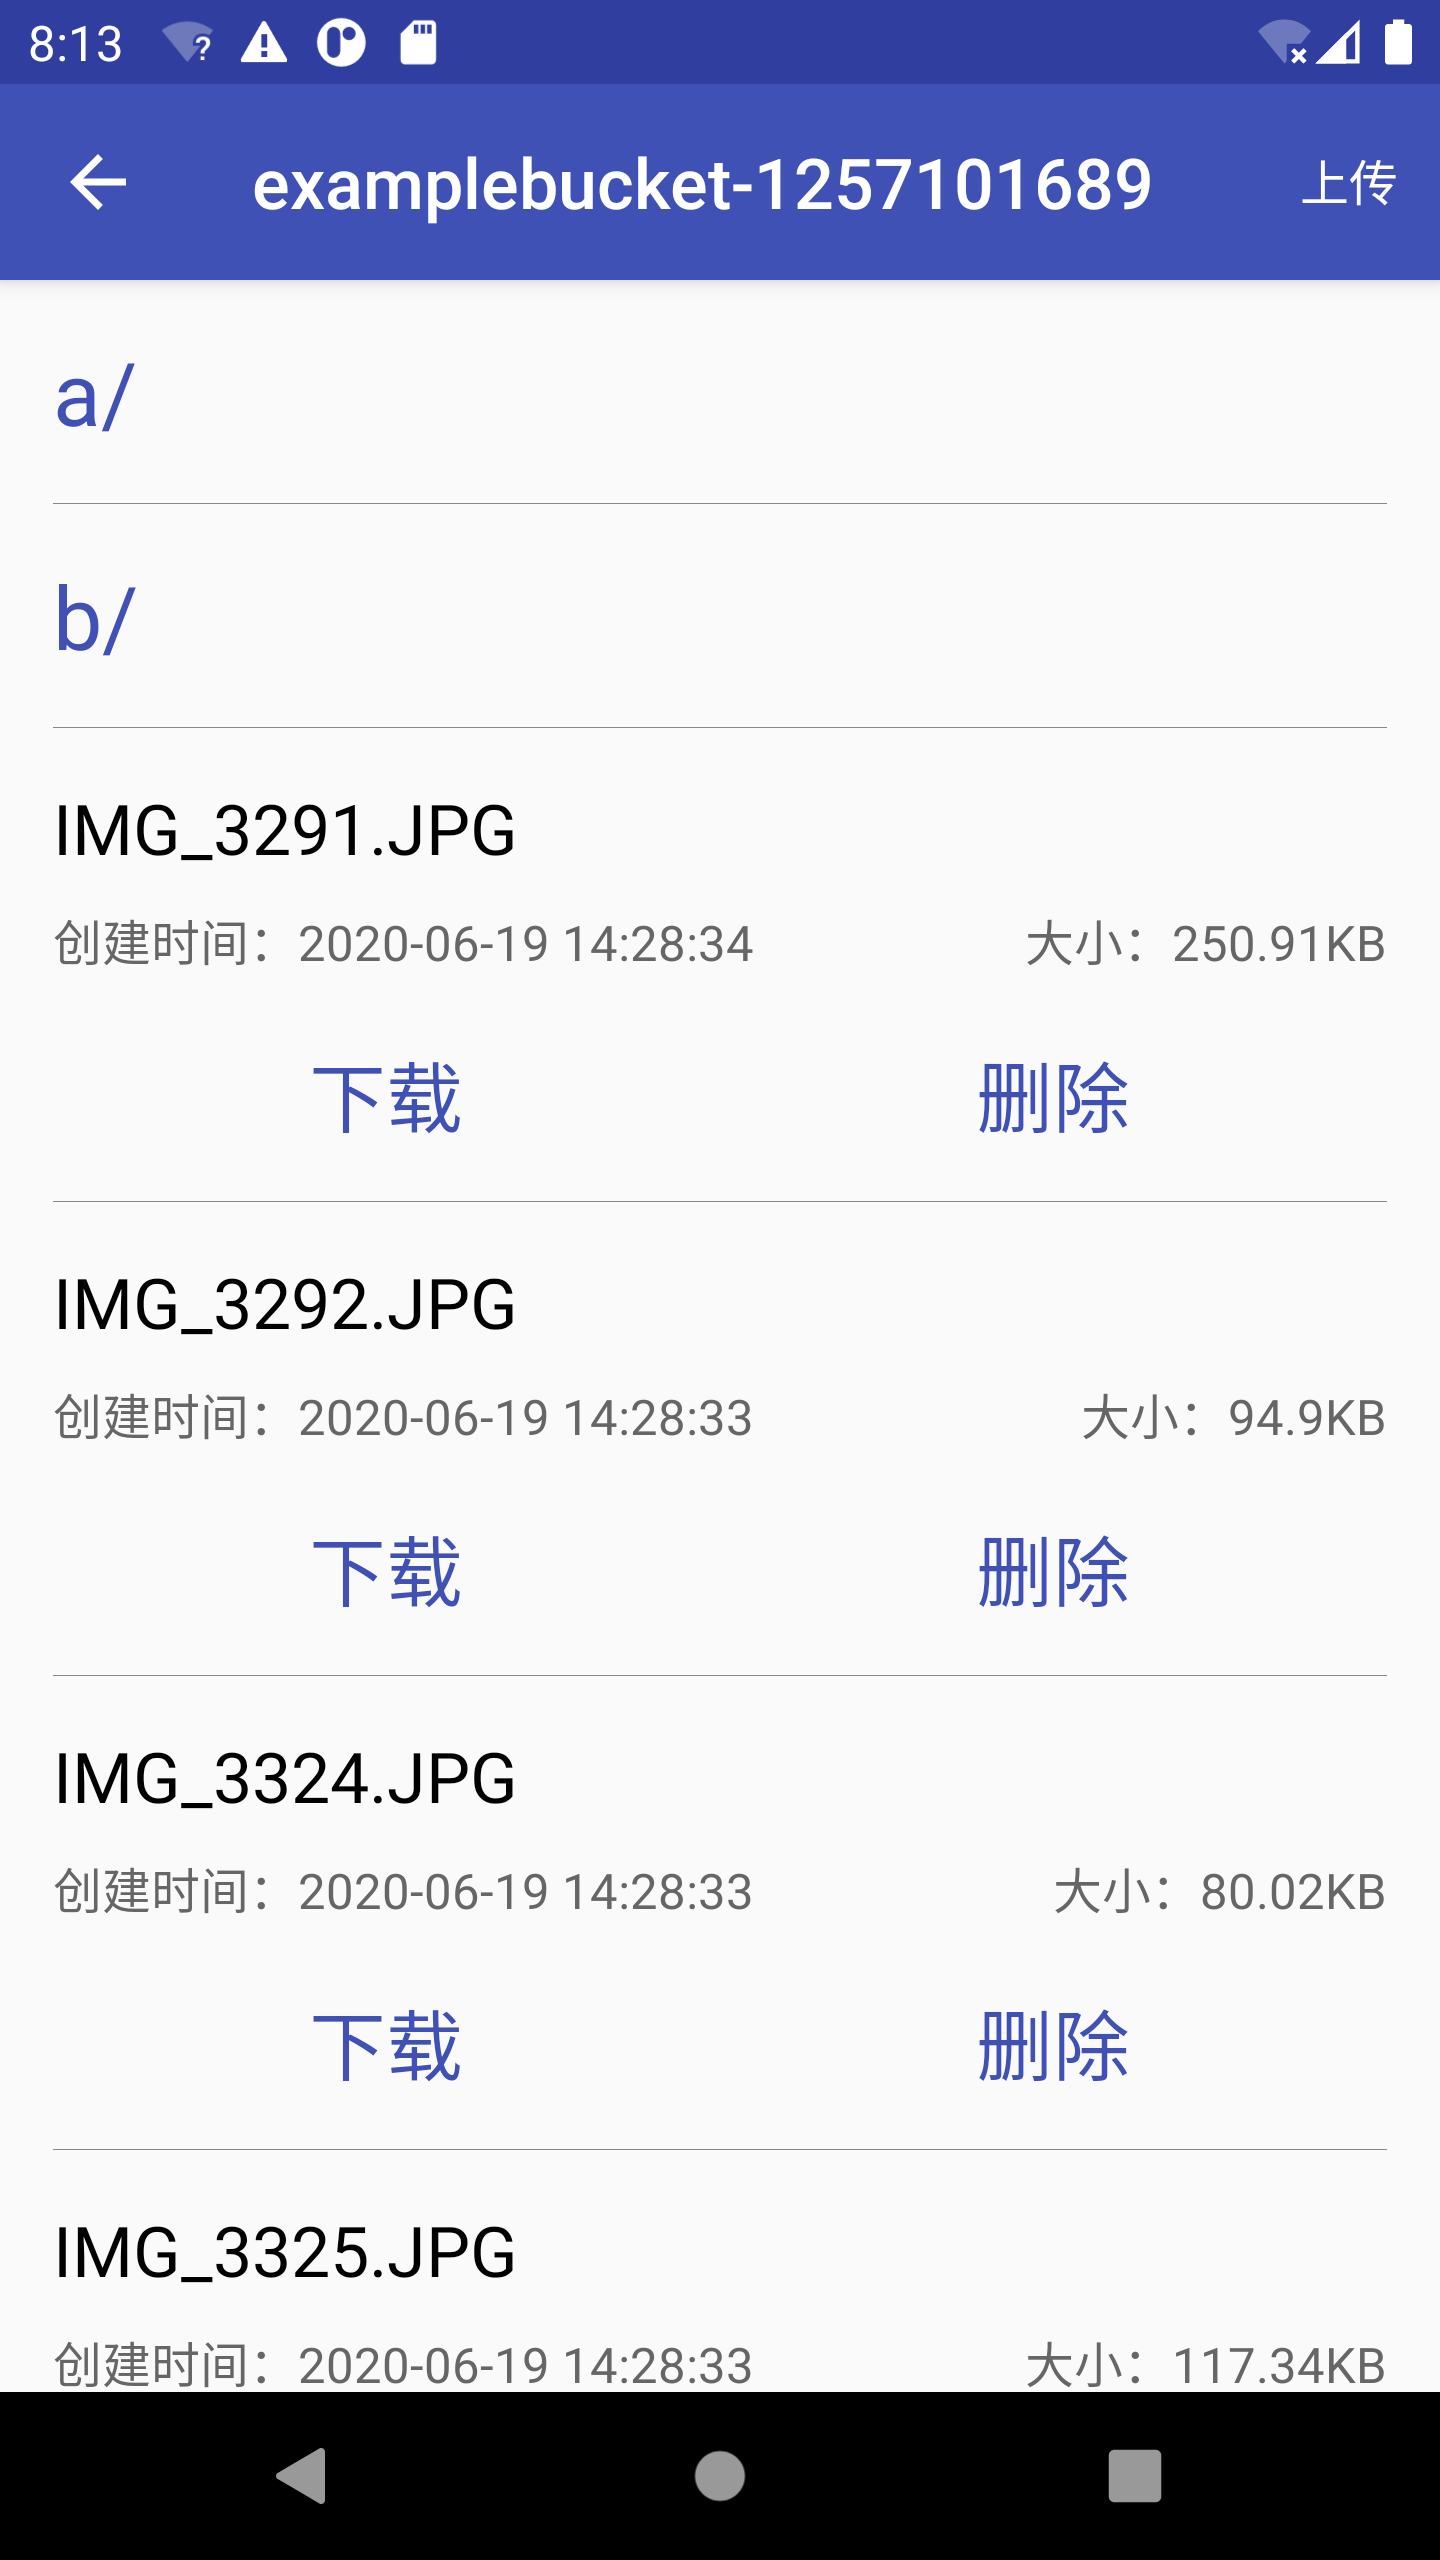 8:13
examplebucket-1257101689 上传
a/
b/
IMG_3291.JPG
创建时间：2020-06-19 14:28:34 大小：250.91KB
下载 删除
IMG_3292.JPG
创建时间：2020-06-19 14:28:33 大小：94.9KB
下载 删除
IMG_3324.JPG
创建时间：2020-06-19 14:28:33 大小：80.02KB
下载 删除
IMG_3325.JPG
创建时间：2020-06-19 14:28:33 大小：117.34KB